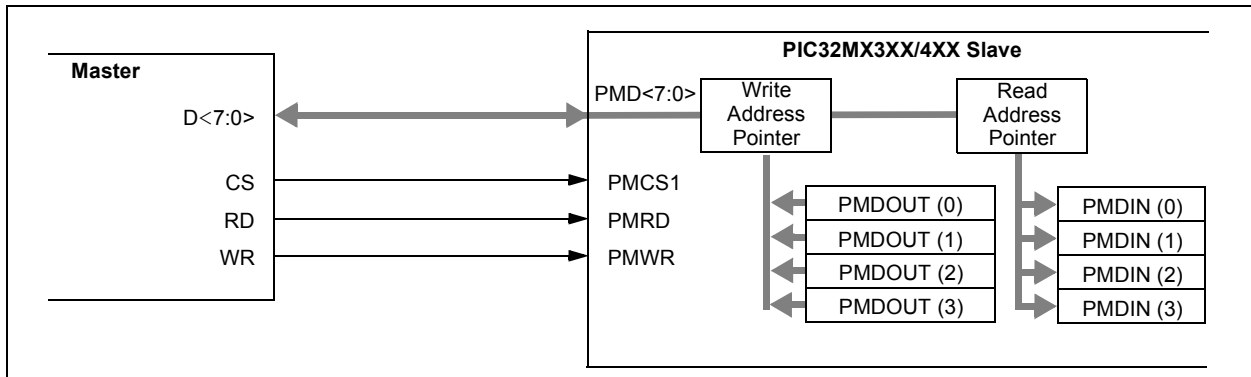 PIC32MX3XX/4XX Slave
Master
PMD<7:0>
Write
Address
Pointer
Read
Address
Pointer
D<7:0>
CS
PMCS1
RD
PMRD
WR
PMWR
PMDOUT (0)
PMDOUT (1)
PMDOUT (2)
PMDOUT (3)
PMDIN (0)
PMDIN (1)
PMDIN (2)
PMDIN (3)